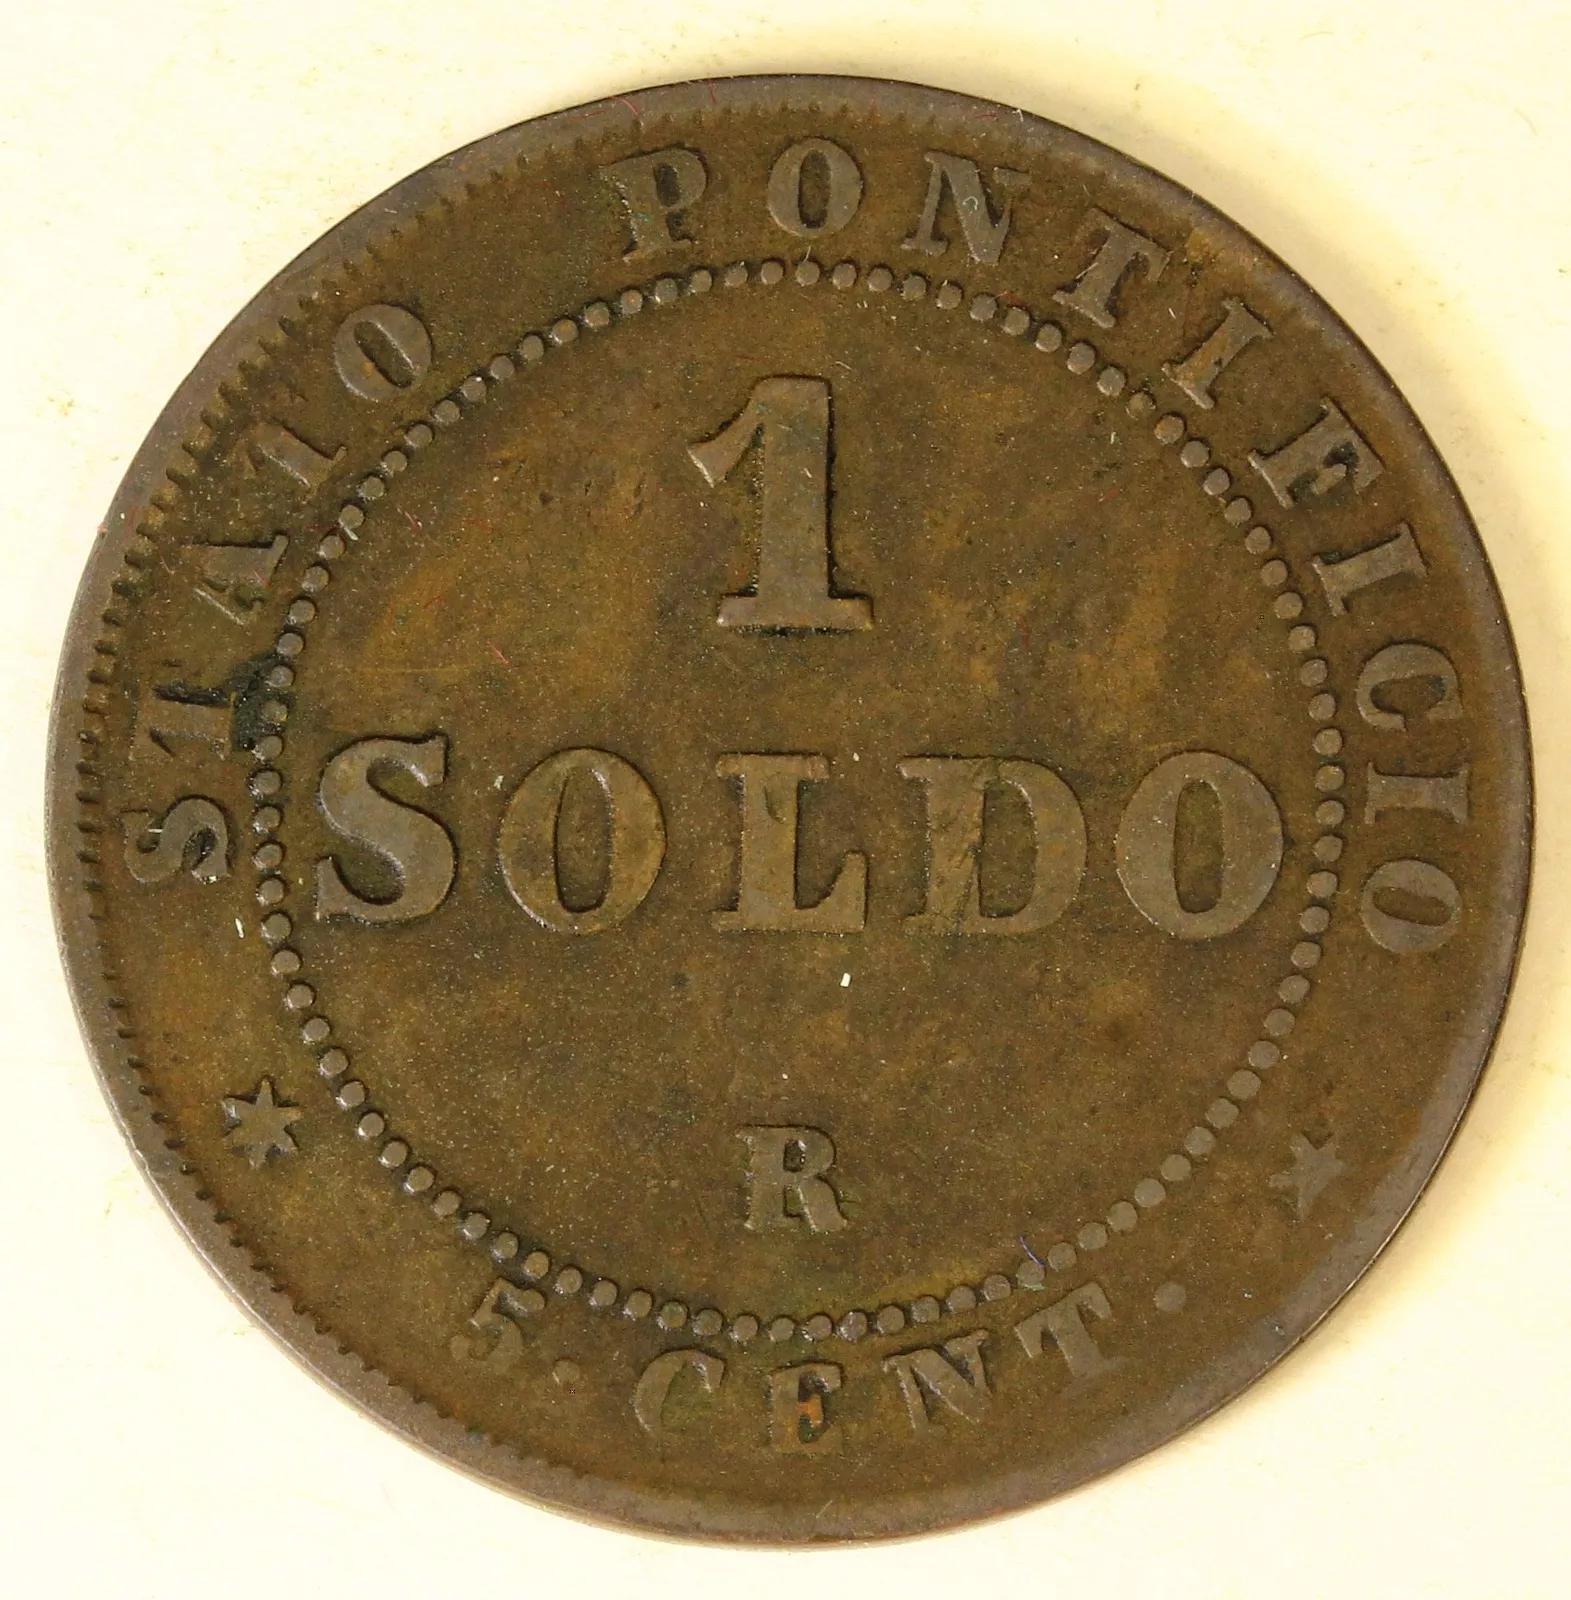 STATO PONTIFICIO
1
SOLDO
R
5. CENT.